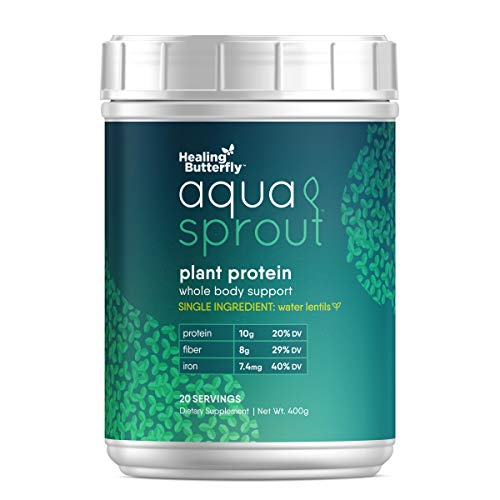 Healing
Butterfly™
aqua
sprout
plant protein
whole body support
SINGLE INGREDIENT: water lentils
protein 10g 20% DV
fiber 8g 29% DV
iron 7.4mg 40% DV
20 SERVINGS
Dietary Supplement | Net Wt. 400g